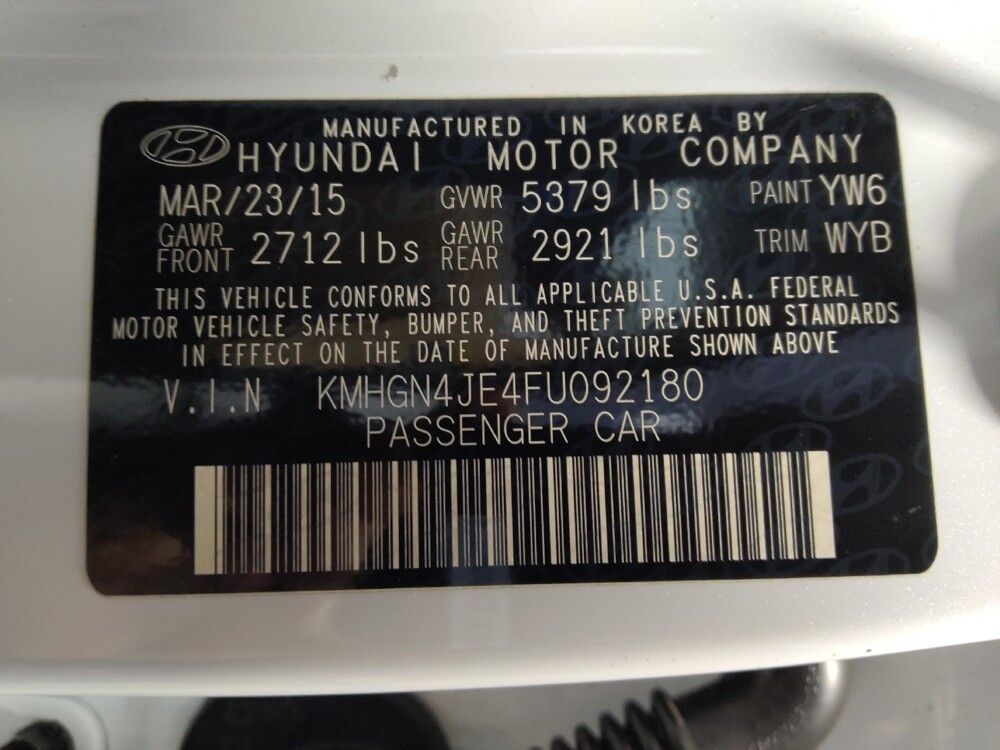 MANUFACTURED IN KOREA BY
HYUNDAI MOTOR COMPANY
MAR/23/15 GVWR 5379 lbs PAINT YW6
GAWR FRONT 2712 lbs GAWR REAR 2921 lbs TRIM WYB
THIS VEHICLE CONFORMS TO ALL APPLICABLE U.S.A. FEDERAL
MOTOR VEHICLE SAFETY, BUMPER, AND THEFT PREVENTION STANDARDS
IN EFFECT ON THE DATE OF MANUFACTURE SHOWN ABOVE
V.I.N KMHGN4JE4FU092180
PASSENGER CAR